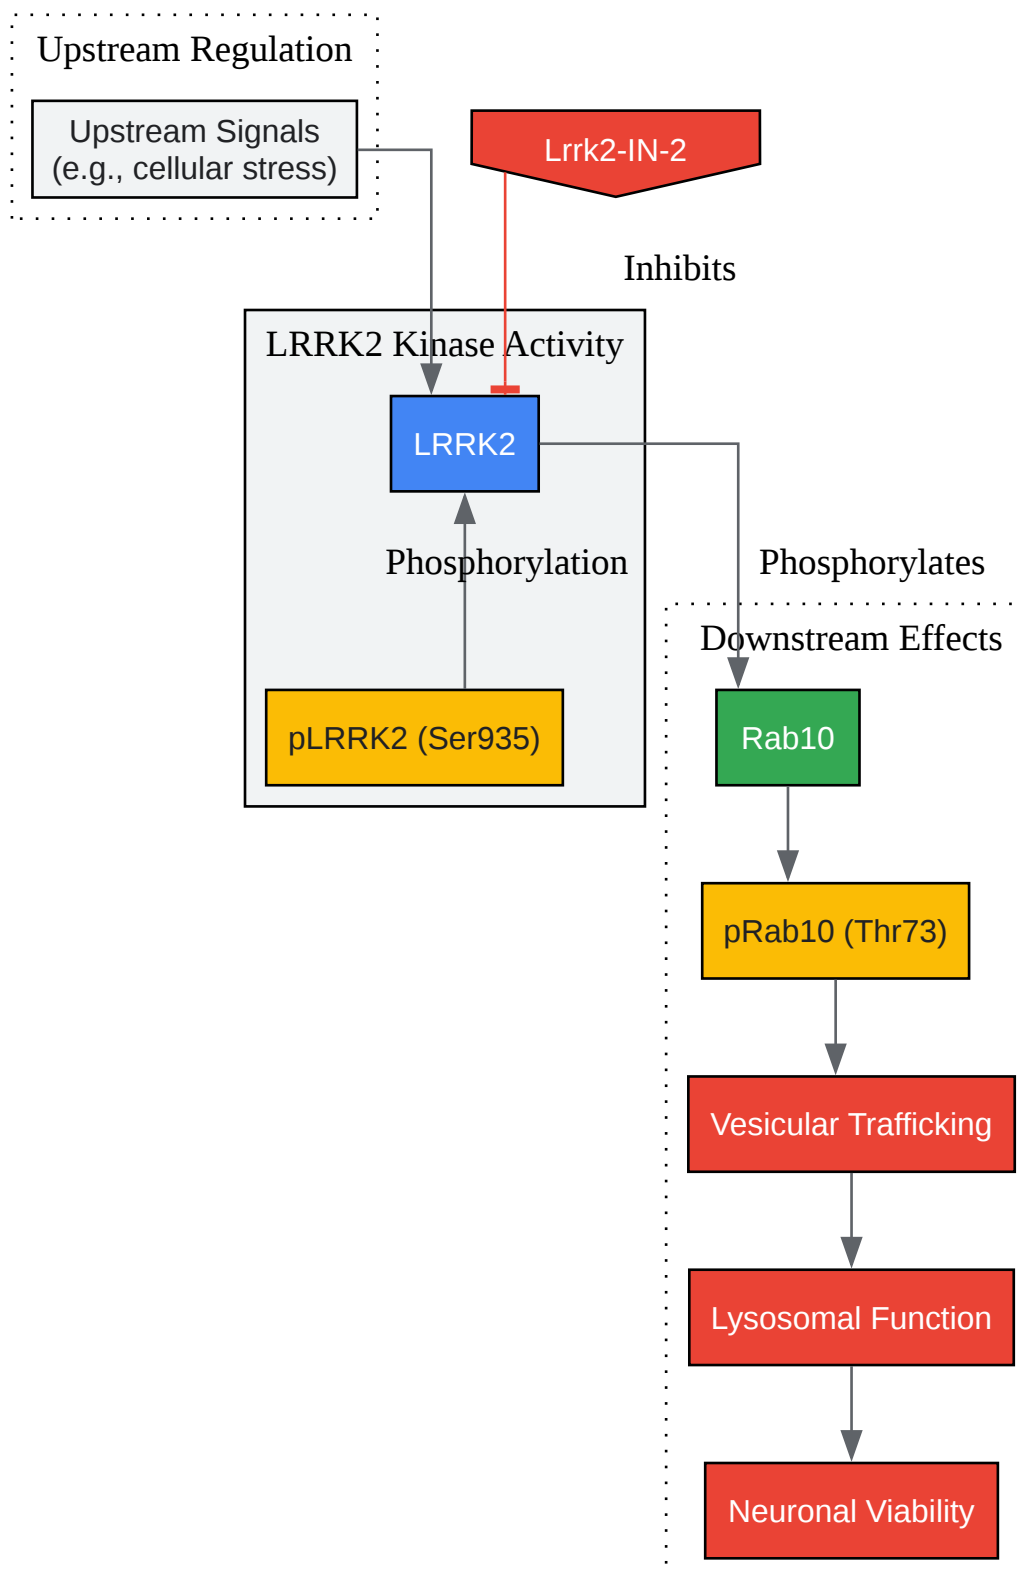 Upstream Regulation
Upstream Signals
(e.g., cellular stress)
Lrrk2-IN-2
Inhibits
LRRK2 Kinase Activity
LRRK2
Phosphorylation
Phosphorylates
Downstream Effects
pLRRK2 (Ser935)
Rab10
pRab10 (Thr73)
Vesicular Trafficking
Lysosomal Function
Neuronal Viability